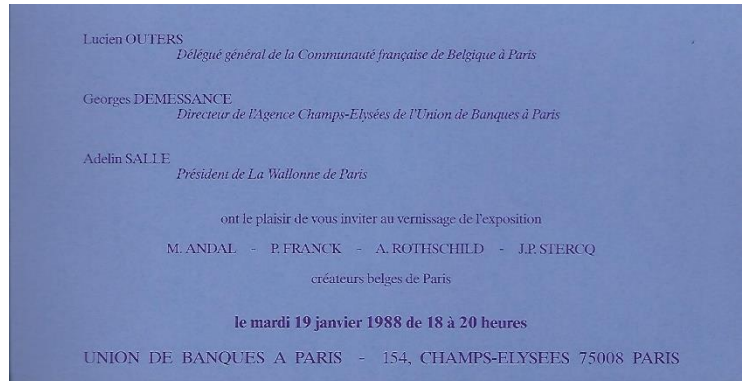 Lucien OUTERS
Délégué général de la Communauté française de Belgique à Paris
Georges DEMESSANCE
Directeur de l'Agence Champs-Elysées de l'Union de Banques à Paris
Adelin SALLE
Président de La Wallonne de Paris
ont le plaisir de vous inviter au vernissage de l'exposition
M. ANDAL - P. FRANCK - A. ROTHSCHILD - J.P. STERCQ
créateurs belges de Paris
le mardi 19 janvier 1988 de 18 à 20 heures
UNION DE BANQUES A PARIS - 154, CHAMPS-ELYSEES 75008 PARIS